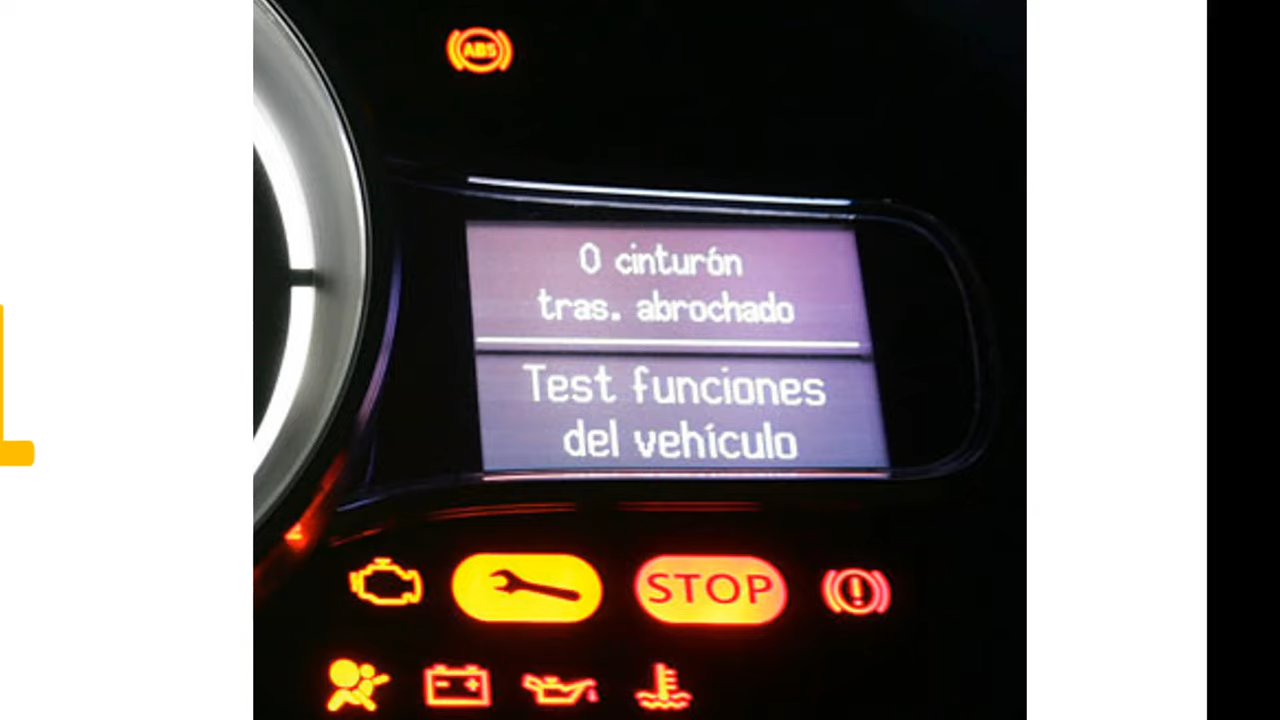 ABS
0 cinturón
tras. abrochado
Test funciones
del vehículo
STOP